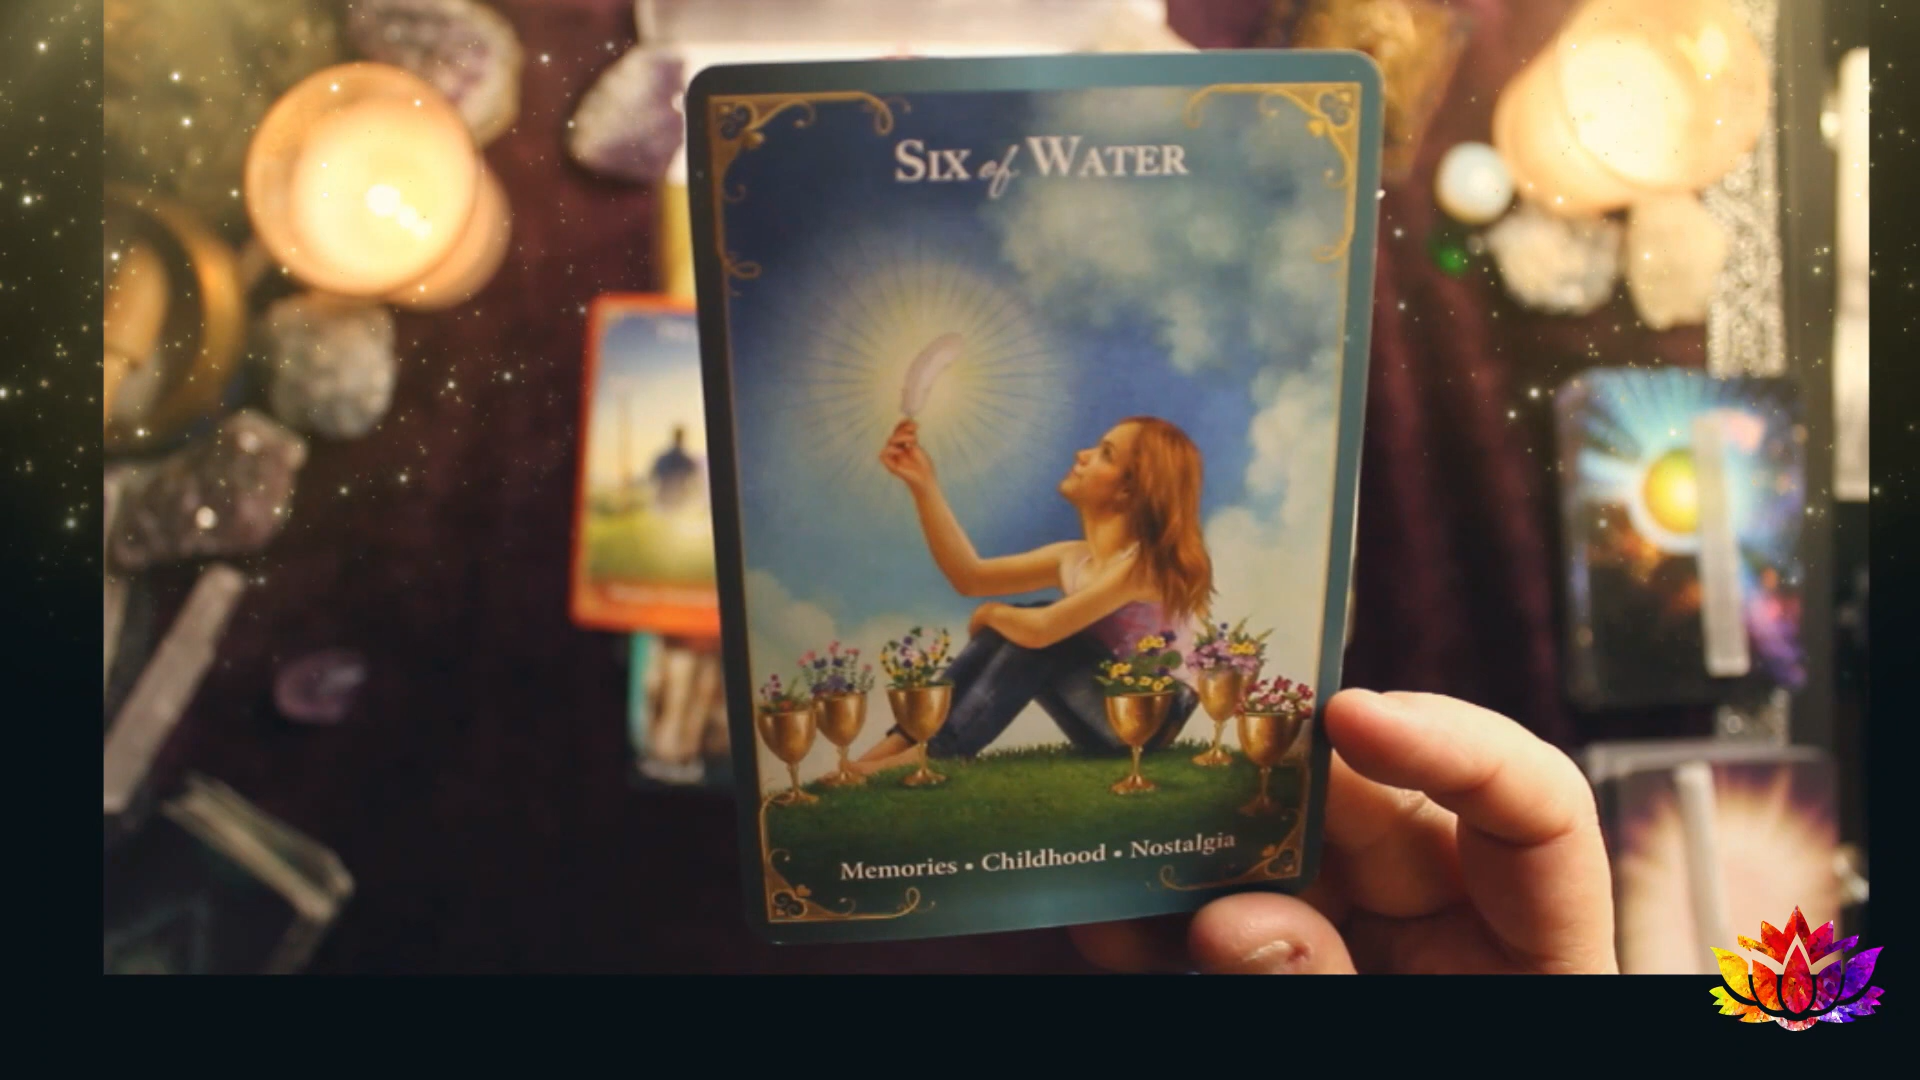 Six of Water
Memories • Childhood • Nostalgia